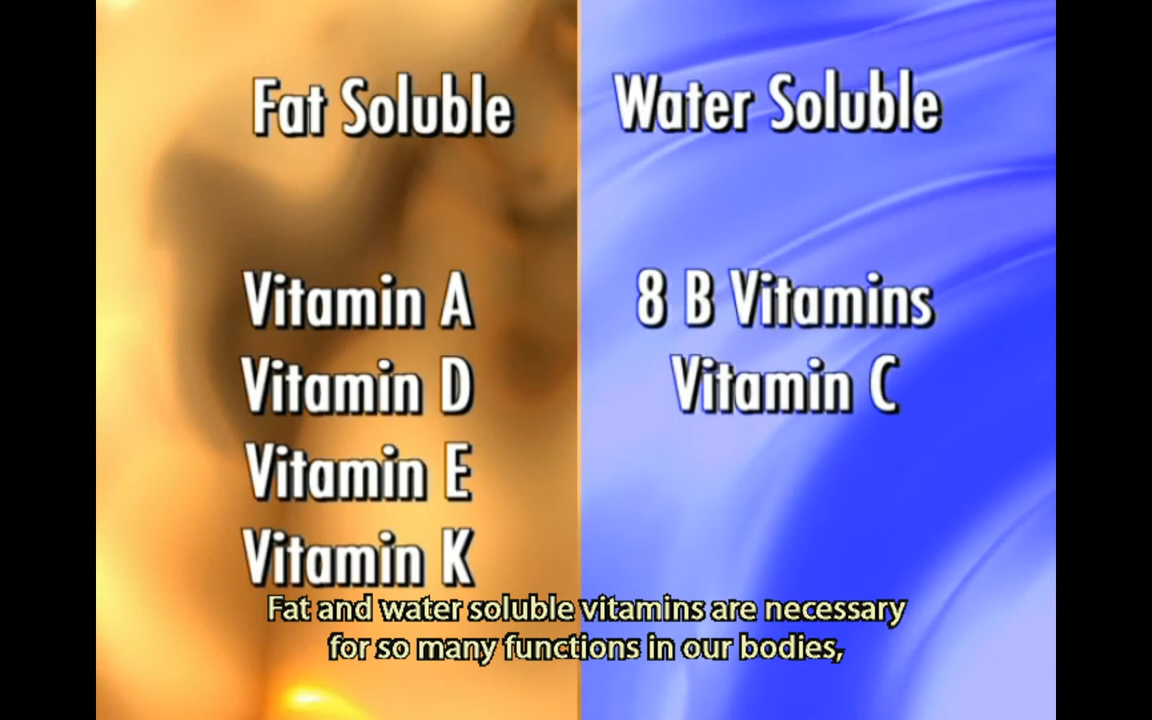 Fat Soluble
Vitamin A
Vitamin D
Vitamin E
Vitamin K
Water Soluble
8 B Vitamins
Vitamin C
Fat and water soluble vitamins are necessary
for so many functions in our bodies,